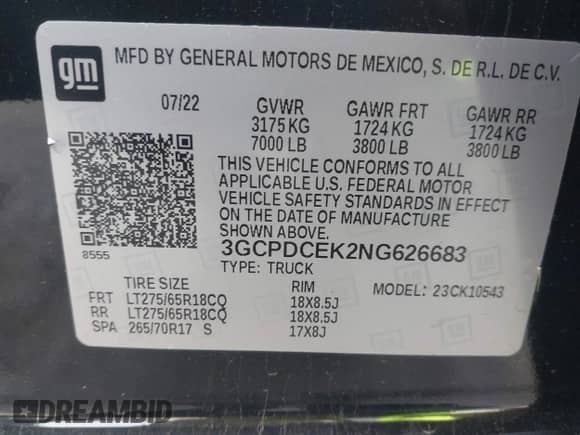 gm
MFD BY GENERAL MOTORS DE MEXICO, S. DE R.L. DE C.V.
07/22 GVWR GAWR FRT GAWR RR
3175 KG 1724 KG 1724 KG
7000 LB 3800 LB 3800 LB
THIS VEHICLE CONFORMS TO ALL
APPLICABLE U.S. FEDERAL MOTOR
VEHICLE SAFETY STANDARDS IN EFFECT
ON THE DATE OF MANUFACTURE SHOWN ABOVE.
8555 3GCPDCEK2NG626683
TYPE: TRUCK
TIRE SIZE RIM MODEL: 23CK10543
FRT LT275/65R18CQ 18X8.5J
RR LT275/65R18CQ 18X8.5J
SPA 265/70R17 S 17X8J
DREAMBID